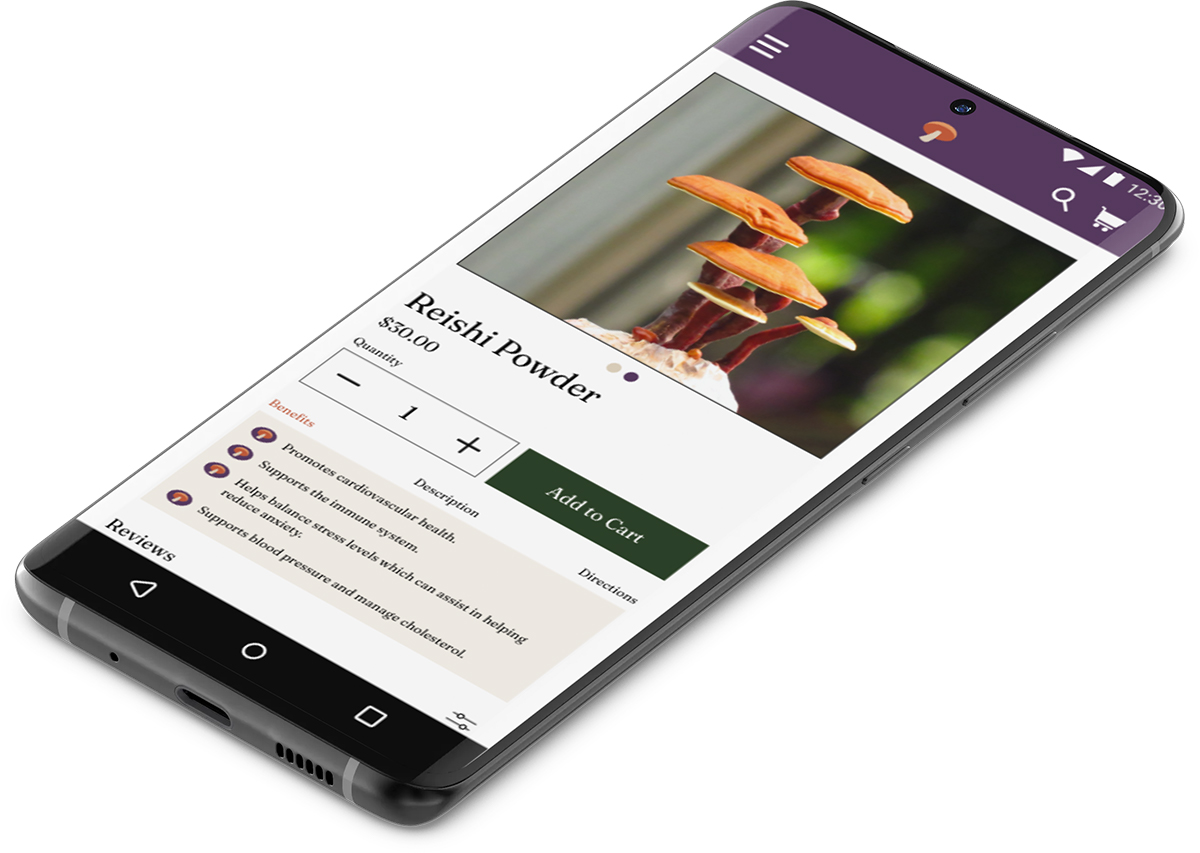 12:30
Reishi Powder
$30.00
Quantity
1
Add to Cart
Benefits
Description
Directions
Promotes cardiovascular health.
Supports the immune system.
Helps balance stress levels which can assist in helping
reduce anxiety.
Supports blood pressure and manage cholesterol.
Reviews